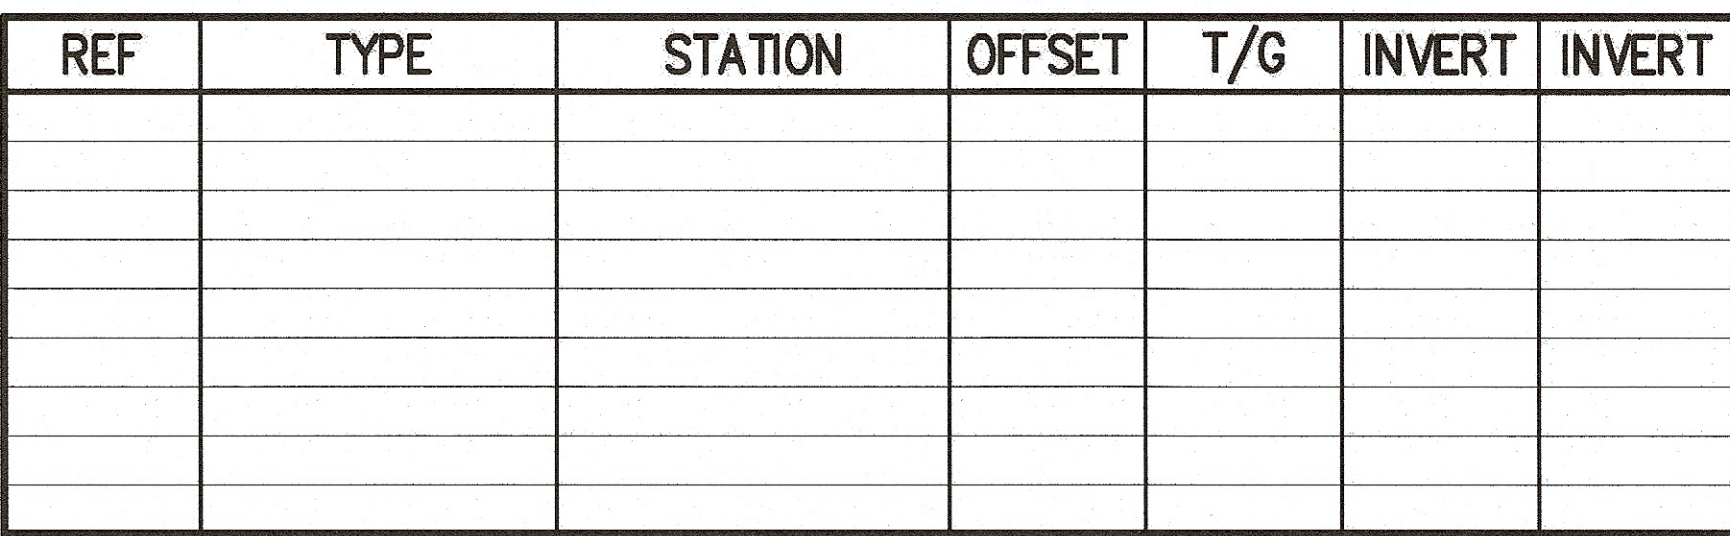 REF TYPE STATION OFFSET T/G INVERT INVERT